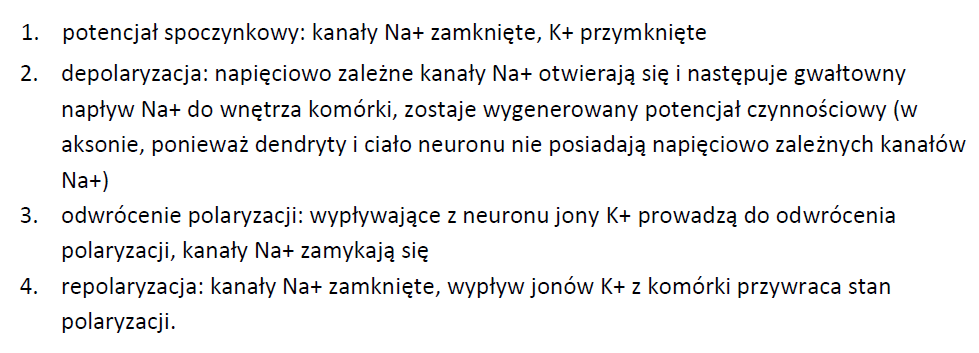 1. potencjał spoczynkowy: kanały Na+ zamknięte, K+ przymknięte
2. depolaryzacja: napięciowo zależne kanały Na+ otwierają się i następuje gwałtowny
napływ Na+ do wnętrza komórki, zostaje wygenerowany potencjał czynnościowy (w
aksonie, ponieważ dendryty i ciało neuronu nie posiadają napięciowo zależnych kanałów
Na+)
3. odwrócenie polaryzacji: wypływające z neuronu jony K+ prowadzą do odwrócenia
polaryzacji, kanały Na+ zamykają się
4. repolaryzacja: kanały Na+ zamknięte, wypływ jonów K+ z komórki przywraca stan
polaryzacji.